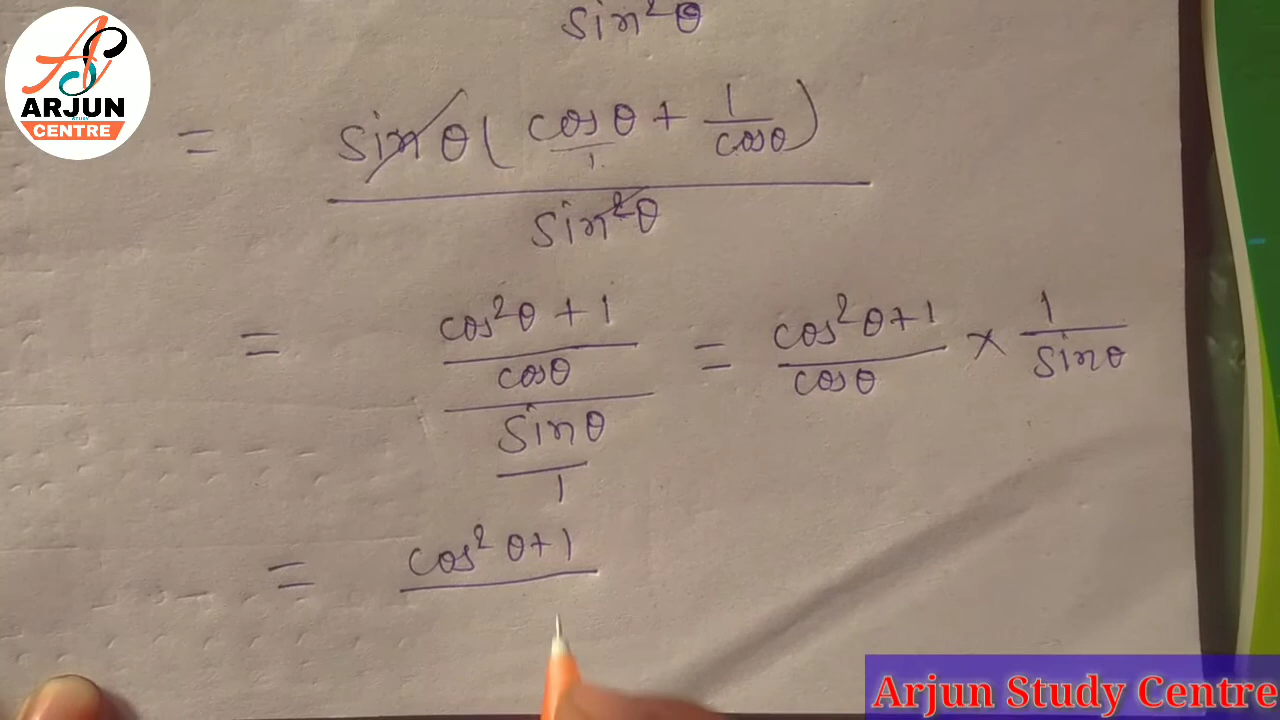 sin²θ
ARJUN
STUDY
CENTRE
= sinθ( cosθ/1 + 1/cosθ )
sin²θ
= cos²θ + 1 = cos²θ+1 × 1
cosθ cosθ sinθ
sinθ
1
= cos²θ+1
Arjun Study Centre